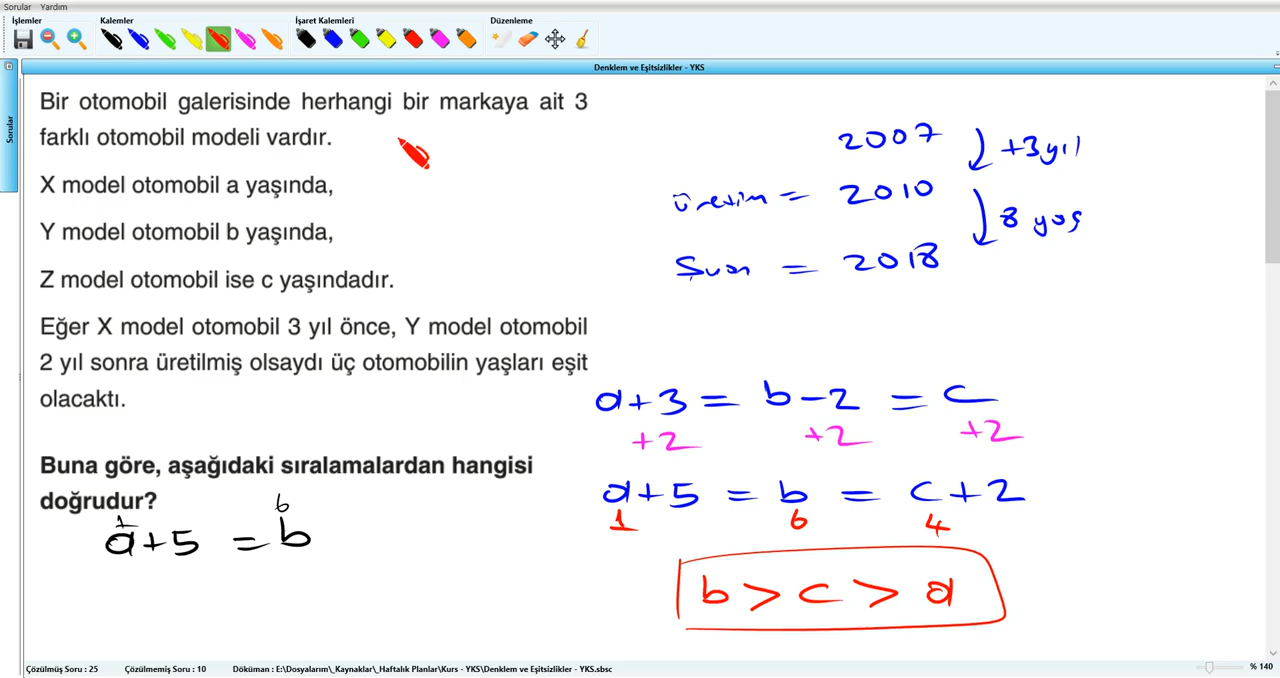 Sorular Yardım
İşlemler Kalemler İşaret Kalemleri Düzenleme
Denklem ve Eşitsizlikler - YKS
Sorular
Bir otomobil galerisinde herhangi bir markaya ait 3
farklı otomobil modeli vardır.
X model otomobil a yaşında,
Y model otomobil b yaşında,
Z model otomobil ise c yaşındadır.
Eğer X model otomobil 3 yıl önce, Y model otomobil
2 yıl sonra üretilmiş olsaydı üç otomobilin yaşları eşit
olacaktı.
Buna göre, aşağıdaki sıralamalardan hangisi
doğrudur?
1 6
a+5 = b
2007 +3 yıl
üretim = 2010
8 yaş
Şuan = 2018
a+3 = b-2 = c
+2 +2 +2
a+5 = b = c+2
1 6 4
b > c > a
Çözülmüş Soru : 25 Çözülmemiş Soru : 10 Döküman : E:\Dosyalarım\_Kaynaklar\_Haftalık Planlar\Kurs - YKS\Denklem ve Eşitsizlikler - YKS.sbsc % 140